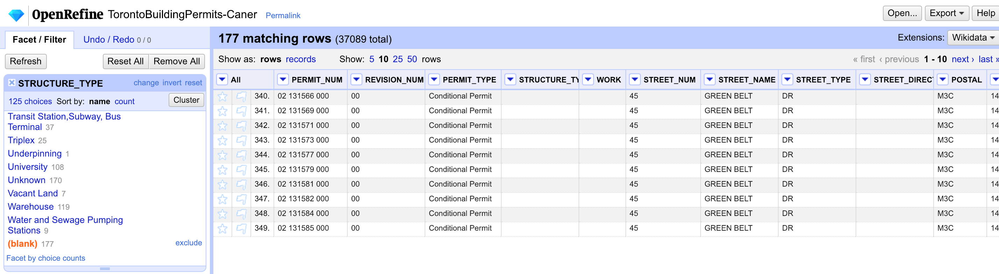 OpenRefine TorontoBuildingPermits-Caner Permalink
Open... Export Help
Facet / Filter Undo / Redo 0 / 0
177 matching rows (37089 total)
Extensions: Wikidata
Refresh Reset All Remove All
Show as: rows records Show: 5 10 25 50 rows
« first ‹ previous 1 - 10 next › last »
STRUCTURE_TYPE change invert reset
125 choices Sort by: name count Cluster
Transit Station,Subway, Bus
Terminal 37
Triplex 25
Underpinning 1
University 108
Unknown 170
Vacant Land 7
Warehouse 119
Water and Sewage Pumping
Stations 9
(blank) 177 exclude
Facet by choice counts
All PERMIT_NUM REVISION_NUM PERMIT_TYPE STRUCTURE_TY WORK STREET_NUM STREET_NAME STREET_TYPE STREET_DIREC POSTAL
340. 02 131566 000 00 Conditional Permit 45 GREEN BELT DR M3C 14
341. 02 131569 000 00 Conditional Permit 45 GREEN BELT DR M3C 14
342. 02 131571 000 00 Conditional Permit 45 GREEN BELT DR M3C 14
343. 02 131573 000 00 Conditional Permit 45 GREEN BELT DR M3C 14
344. 02 131577 000 00 Conditional Permit 45 GREEN BELT DR M3C 14
345. 02 131579 000 00 Conditional Permit 45 GREEN BELT DR M3C 14
346. 02 131581 000 00 Conditional Permit 45 GREEN BELT DR M3C 14
347. 02 131582 000 00 Conditional Permit 45 GREEN BELT DR M3C 14
348. 02 131584 000 00 Conditional Permit 45 GREEN BELT DR M3C 14
349. 02 131585 000 00 Conditional Permit 45 GREEN BELT DR M3C 14